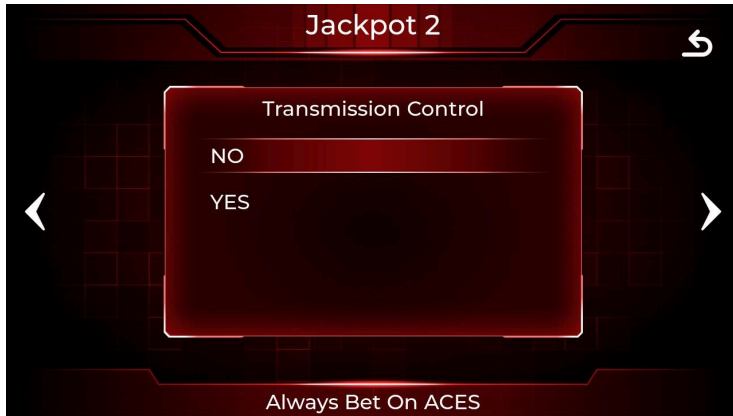 Jackpot 2
Transmission Control
NO
YES
Always Bet On ACES